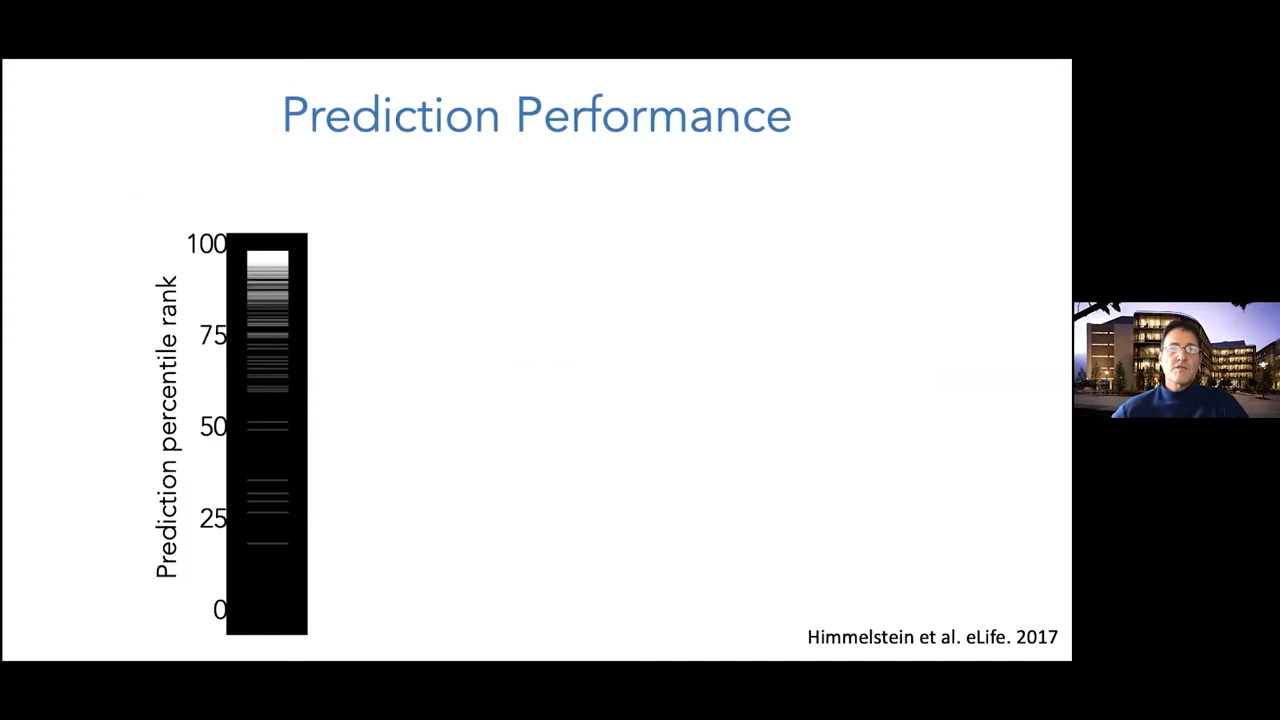 Prediction Performance
Prediction percentile rank
100
75
50
25
0
Himmelstein et al. eLife. 2017